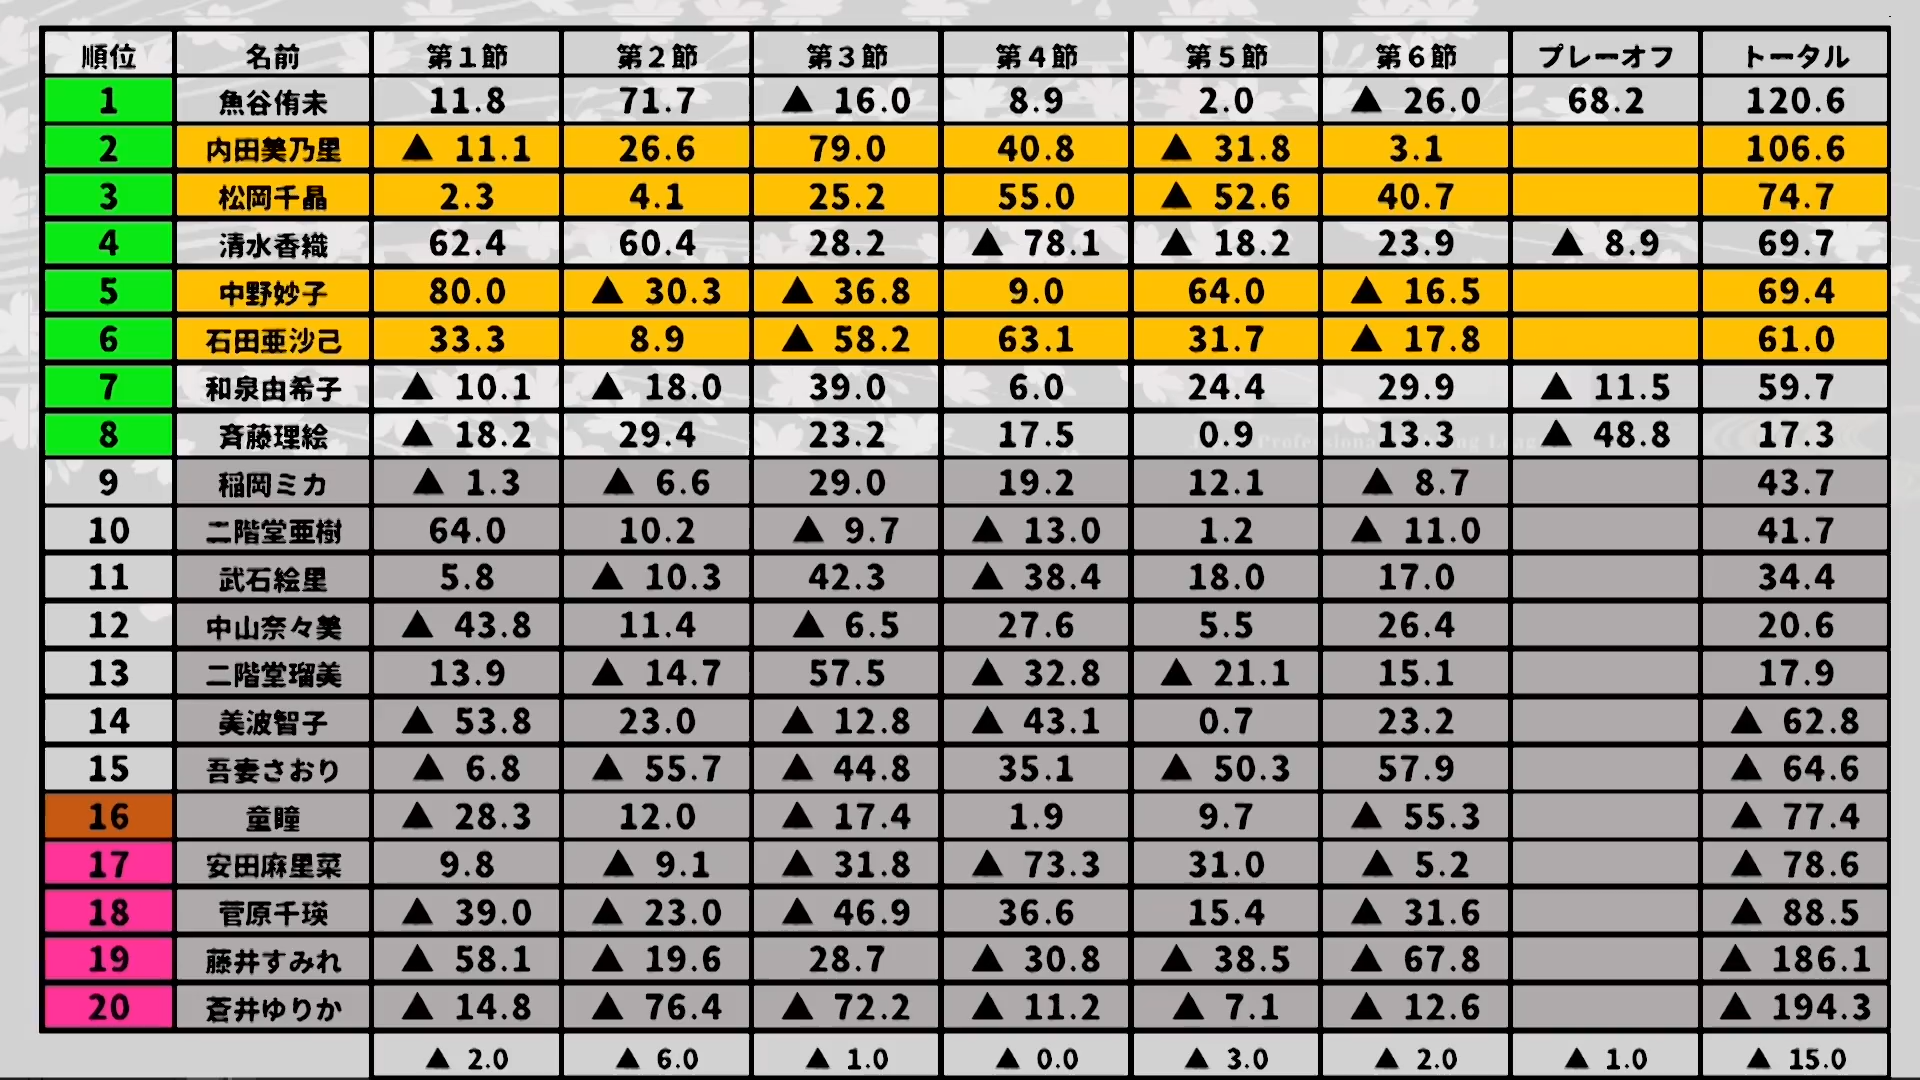 順位 名前 第1節 第2節 第3節 第4節 第5節 第6節 プレーオフ トータル
1 魚谷侑未 11.8 71.7 ▲ 16.0 8.9 2.0 ▲ 26.0 68.2 120.6
2 内田美乃里 ▲ 11.1 26.6 79.0 40.8 ▲ 31.8 3.1 106.6
3 松岡千晶 2.3 4.1 25.2 55.0 ▲ 52.6 40.7 74.7
4 清水香織 62.4 60.4 28.2 ▲ 78.1 ▲ 18.2 23.9 ▲ 8.9 69.7
5 中野妙子 80.0 ▲ 30.3 ▲ 36.8 9.0 64.0 ▲ 16.5 69.4
6 石田亜沙己 33.3 8.9 ▲ 58.2 63.1 31.7 ▲ 17.8 61.0
7 和泉由希子 ▲ 10.1 ▲ 18.0 39.0 6.0 24.4 29.9 ▲ 11.5 59.7
8 斉藤理絵 ▲ 18.2 29.4 23.2 17.5 0.9 13.3 ▲ 48.8 17.3
9 稲岡ミカ ▲ 1.3 ▲ 6.6 29.0 19.2 12.1 ▲ 8.7 43.7
10 二階堂亜樹 64.0 10.2 ▲ 9.7 ▲ 13.0 1.2 ▲ 11.0 41.7
11 武石絵里 5.8 ▲ 10.3 42.3 ▲ 38.4 18.0 17.0 34.4
12 中山奈々美 ▲ 43.8 11.4 ▲ 6.5 27.6 5.5 26.4 20.6
13 二階堂瑠美 13.9 ▲ 14.7 57.5 ▲ 32.8 ▲ 21.1 15.1 17.9
14 美波智子 ▲ 53.8 23.0 ▲ 12.8 ▲ 43.1 0.7 23.2 ▲ 62.8
15 吾妻さおり ▲ 6.8 ▲ 55.7 ▲ 44.8 35.1 ▲ 50.3 57.9 ▲ 64.6
16 童瞳 ▲ 28.3 12.0 ▲ 17.4 1.9 9.7 ▲ 55.3 ▲ 77.4
17 安田麻里菜 9.8 ▲ 9.1 ▲ 31.8 ▲ 73.3 31.0 ▲ 5.2 ▲ 78.6
18 菅原千瑛 ▲ 39.0 ▲ 23.0 ▲ 46.9 36.6 15.4 ▲ 31.6 ▲ 88.5
19 藤井すみれ ▲ 58.1 ▲ 19.6 28.7 ▲ 30.8 ▲ 38.5 ▲ 67.8 ▲ 186.1
20 蒼井ゆりか ▲ 14.8 ▲ 76.4 ▲ 72.2 ▲ 11.2 ▲ 7.1 ▲ 12.6 ▲ 194.3
▲ 2.0 ▲ 6.0 ▲ 1.0 ▲ 0.0 ▲ 3.0 ▲ 2.0 ▲ 1.0 ▲ 15.0